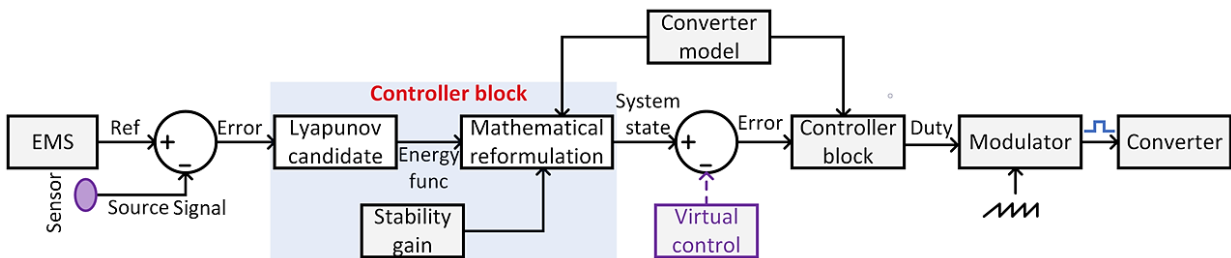 Converter
model
Controller block
System
state
EMS
Ref
+
−
Error
Lyapunov
candidate
Energy
func
Mathematical
reformulation
+
−
Error
Controller
block
Duty
Modulator
Converter
Sensor
Source Signal
Stability
gain
Virtual
control